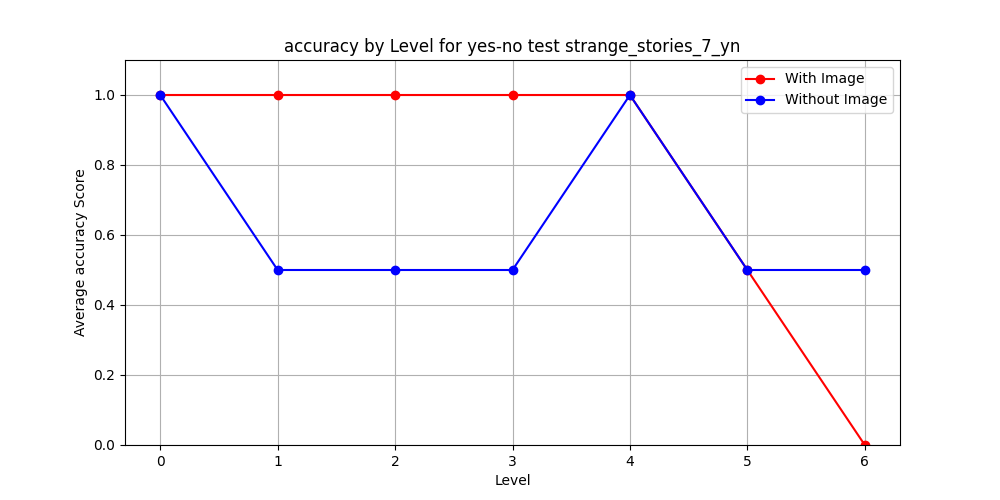 accuracy by Level for yes-no test strange_stories_7_yn
With Image
Without Image
Average accuracy Score
1.0
0.8
0.6
0.4
0.2
0.0
0 1 2 3 4 5 6
Level